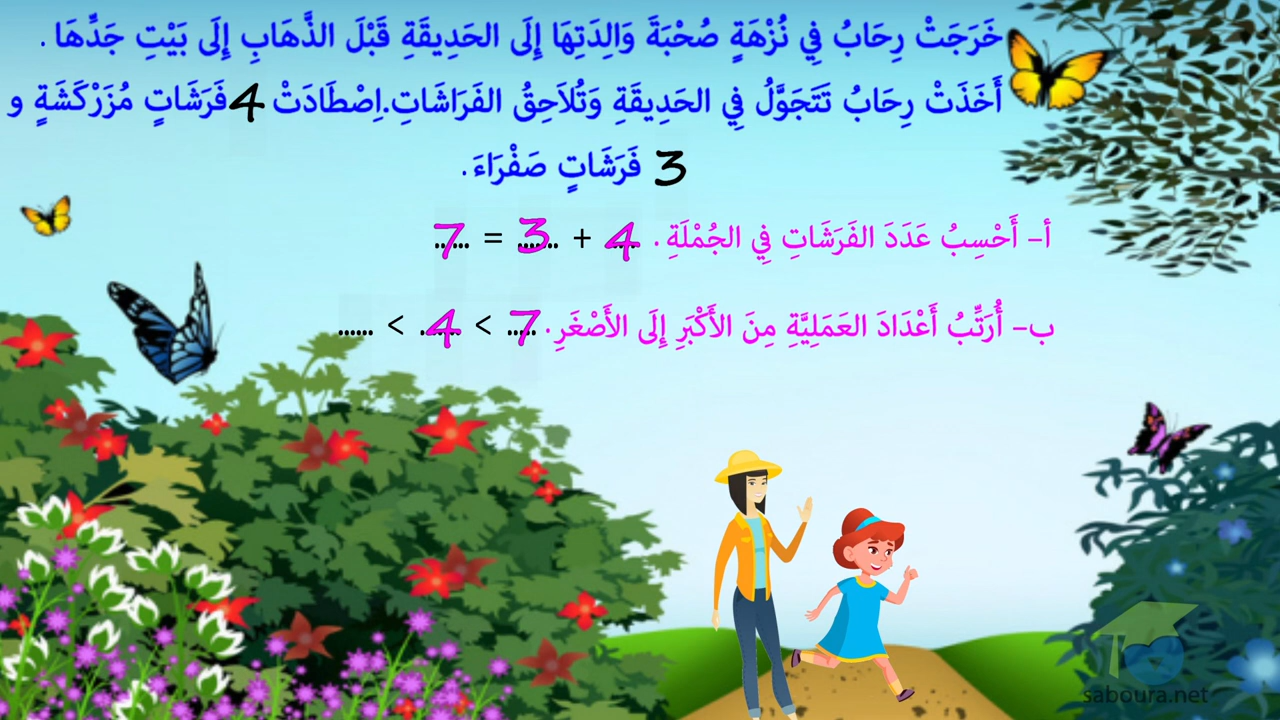 خَرَجَتْ رِحَابُ فِي نُزْهَةٍ صُحْبَةَ وَالِدَتِهَا إِلَى الحَدِيقَةِ قَبْلَ الذَّهَابِ إِلَى بَيْتِ جَدِّهَا .
أَخَذَتْ رِحَابُ تَتَجَوَّلُ فِي الحَدِيقَةِ وَتُلاَحِقُ الفَرَاشَاتِ.اِصْطَادَتْ 4 فَرَشَاتٍ مُزَرْكَشَةٍ و
3 فَرَشَاتٍ صَفْرَاءَ .
أ– أَحْسِبُ عَدَدَ الفَرَشَاتِ فِي الجُمْلَةِ . 4 + 3 = 7
ب– أُرَتِّبُ أَعْدَادَ العَمَلِيَّةِ مِنَ الأَكْبَرِ إِلَى الأَصْغَرِ . 7 > 4 > ......
saboura.net